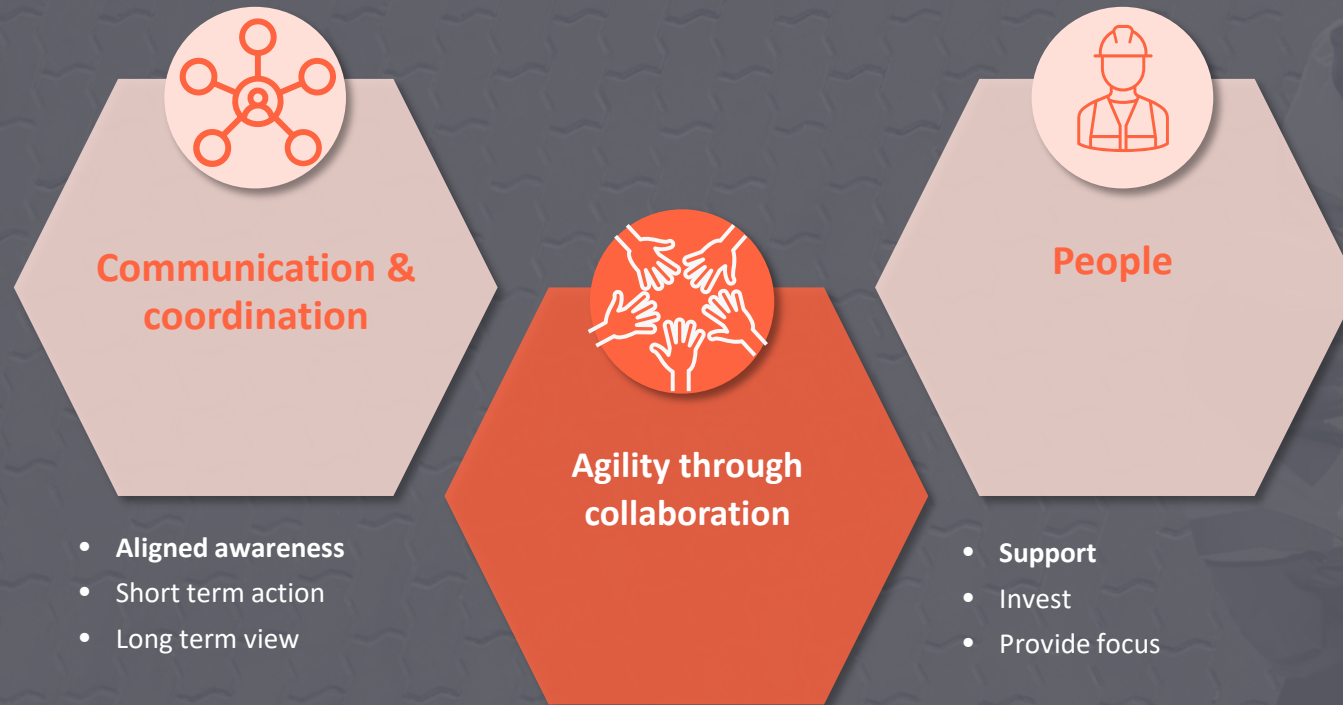 Communication &
coordination
• Aligned awareness
• Short term action
• Long term view
Agility through
collaboration
People
• Support
• Invest
• Provide focus